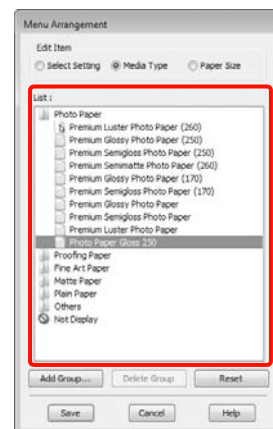 Menu Arrangement
Edit Item
Select Setting Media Type Paper Size
List :
Photo Paper
Premium Luster Photo Paper (260)
Premium Glossy Photo Paper (250)
Premium Semigloss Photo Paper (250)
Premium Semimatte Photo Paper (260)
Premium Glossy Photo Paper (170)
Premium Semigloss Photo Paper (170)
Premium Glossy Photo Paper
Premium Semigloss Photo Paper
Premium Luster Photo Paper
Photo Paper Gloss 250
Proofing Paper
Fine Art Paper
Matte Paper
Plain Paper
Others
Not Display
Add Group... Delete Group Reset
Save Cancel Help